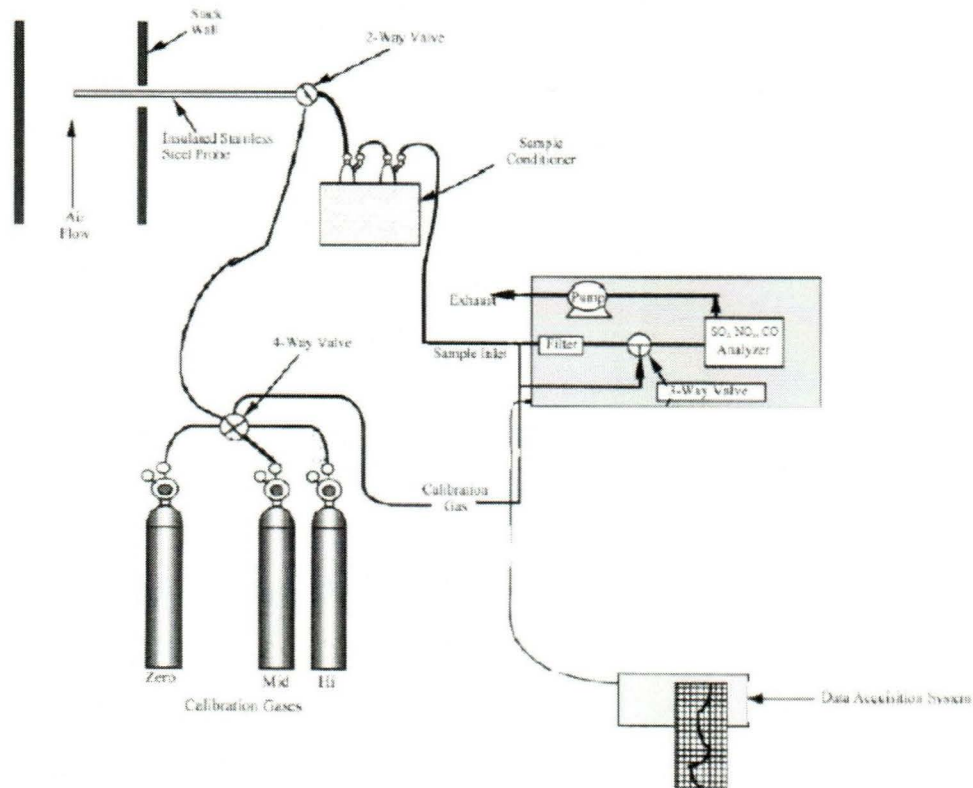 Stack
Wall
2-Way Valve
Insulated Stainless
Steel Probe
Sample
Conditioner
Air
Flow
Exhaust
Pump
SO₂, NOₓ, CO
Analyzer
4-Way Valve
Sample Inlet
Filter
3-Way Valve
Calibration
Gas
Zero
Mid
Hi
Calibration Gases
Data Acquisition System